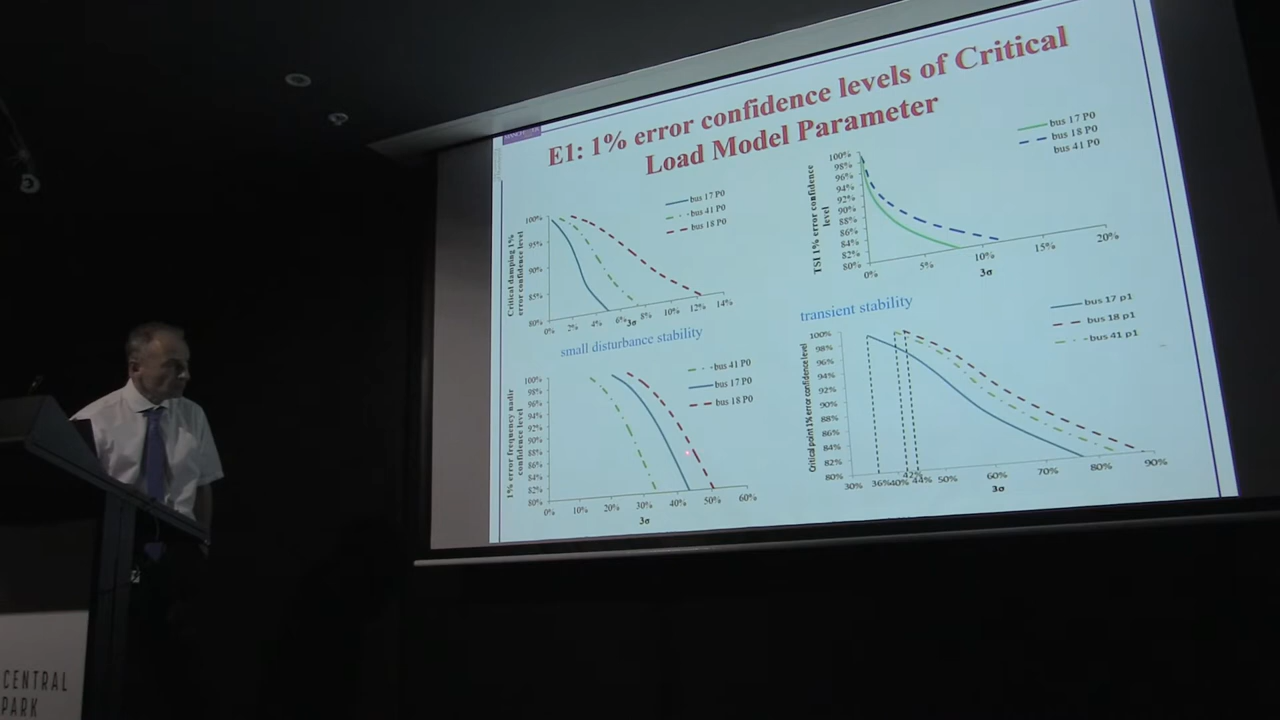 E1: 1% error confidence levels of Critical
Load Model Parameter
Critical damping 1%
error confidence level
100%
95%
90%
85%
80%
0%
2%
4%
6%
8%
10%
12%
14%
3σ
bus 17 P0
bus 41 P0
bus 18 P0
small disturbance stability
TSI 1% error confidence
level
100%
98%
96%
94%
92%
90%
88%
86%
84%
82%
80%
0%
5%
10%
15%
20%
3σ
bus 17 P0
bus 18 P0
bus 41 P0
transient stability
1% error frequency nadir
confidence level
100%
98%
96%
94%
92%
90%
88%
86%
84%
82%
80%
0%
10%
20%
30%
40%
50%
60%
3σ
bus 41 P0
bus 17 P0
bus 18 P0
Critical point 1% error confidence level
100%
98%
96%
94%
92%
90%
88%
86%
84%
82%
80%
30%
36%
40%
42%
44%
50%
60%
70%
80%
90%
3σ
bus 17 p1
bus 18 p1
bus 41 p1
CENTRAL
PARK